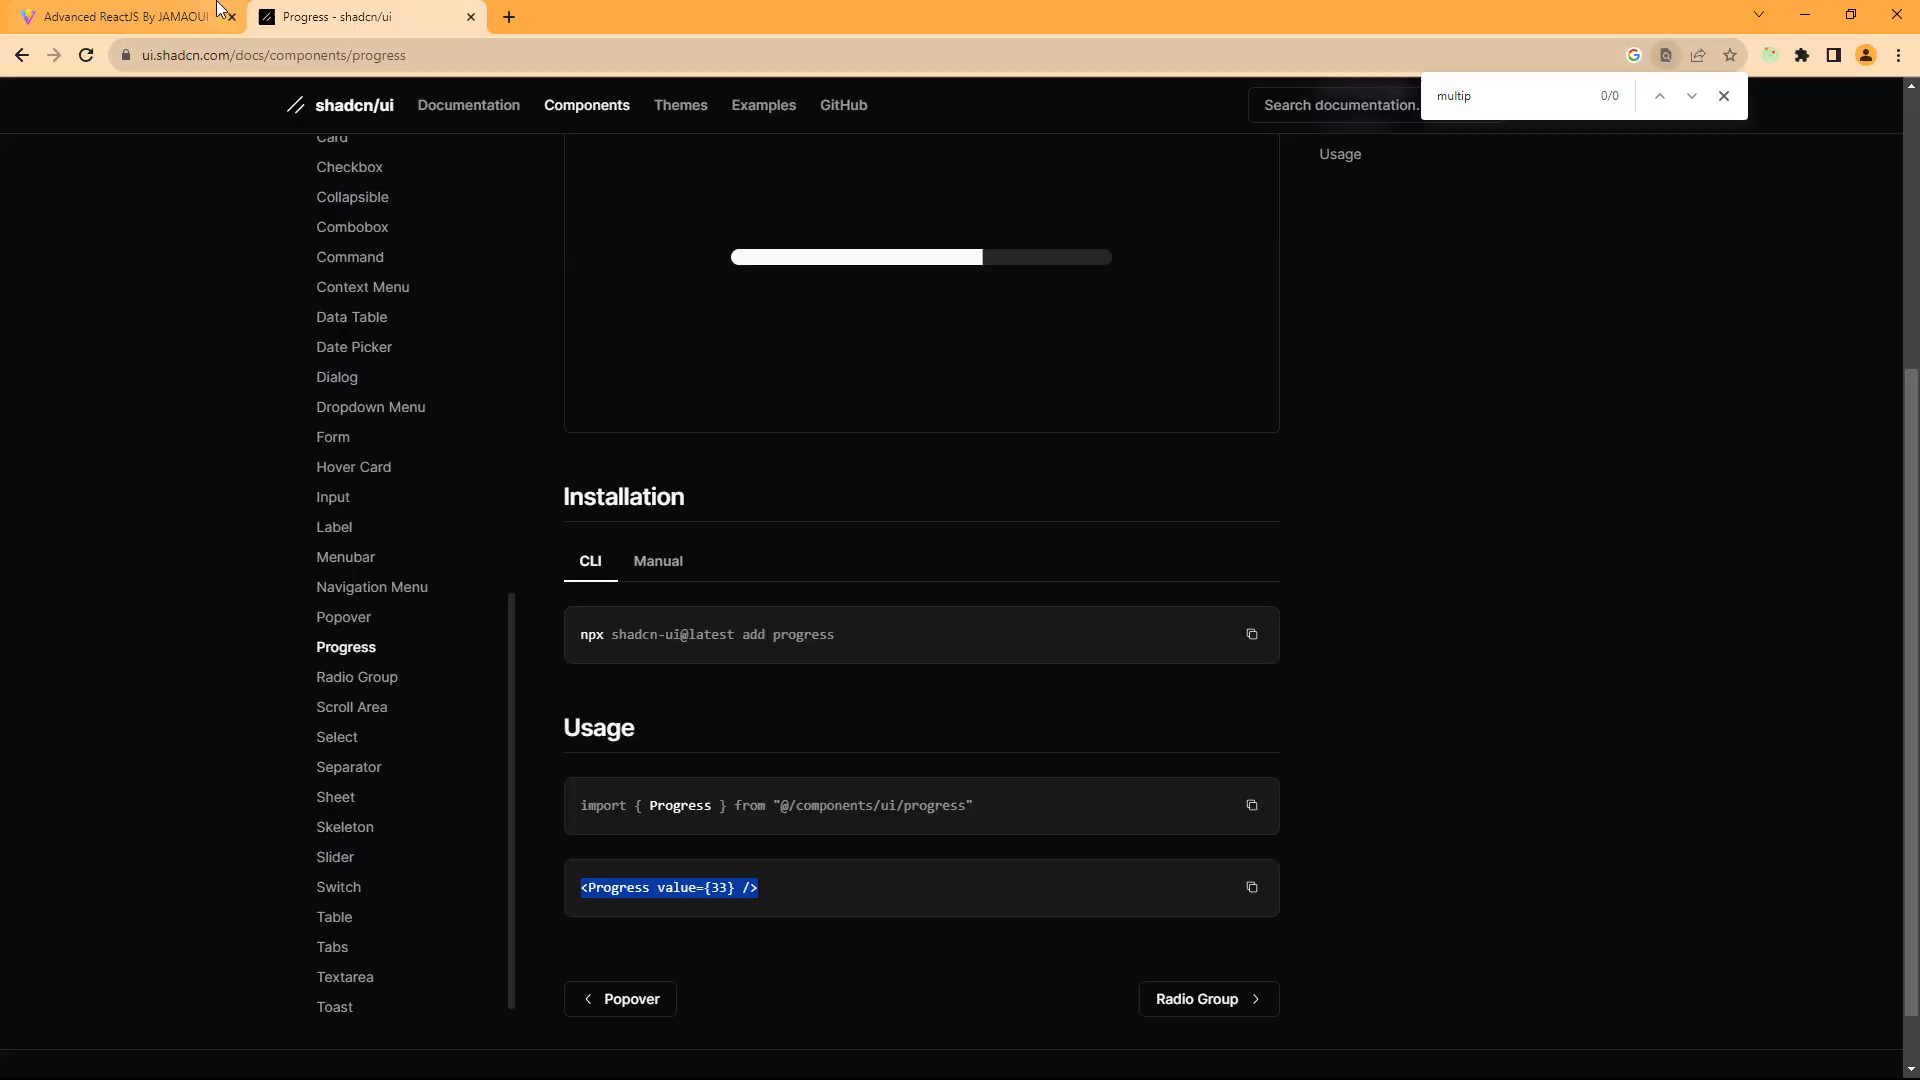 Advanced ReactJS By JAMAOUI
Progress - shadcn/ui
ui.shadcn.com/docs/components/progress
multip
0/0
shadcn/ui
Documentation
Components
Themes
Examples
GitHub
Search documentation.
Card
Checkbox
Collapsible
Combobox
Command
Context Menu
Data Table
Date Picker
Dialog
Dropdown Menu
Form
Hover Card
Input
Label
Menubar
Navigation Menu
Popover
Progress
Radio Group
Scroll Area
Select
Separator
Sheet
Skeleton
Slider
Switch
Table
Tabs
Textarea
Toast
Installation
CLI
Manual
npx shadcn-ui@latest add progress
Usage
import { Progress } from "@/components/ui/progress"
<Progress value={33} />
Popover
Radio Group
Usage